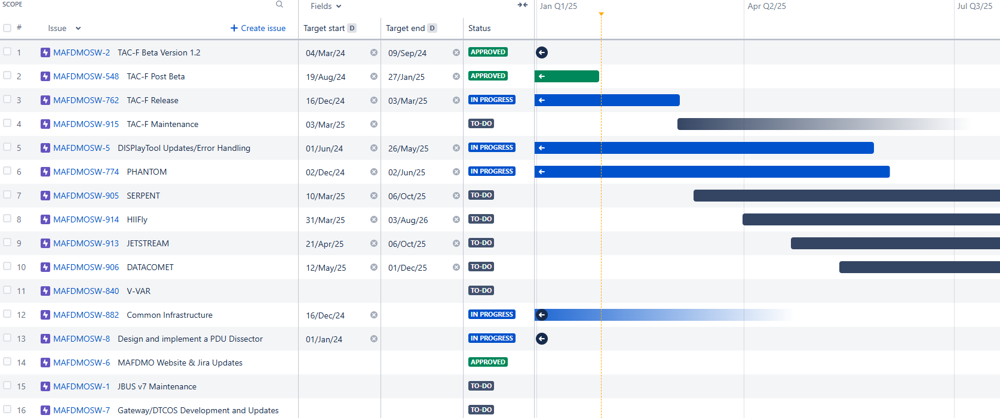 SCOPE
Fields
Jan Q1/25 Apr Q2/25 Jul Q3/25
# Issue + Create issue Target start D Target end D Status
1 MAFDMOSW-2 TAC-F Beta Version 1.2 04/Mar/24 09/Sep/24 APPROVED
2 MAFDMOSW-548 TAC-F Post Beta 19/Aug/24 27/Jan/25 APPROVED
3 MAFDMOSW-762 TAC-F Release 16/Dec/24 03/Mar/25 IN PROGRESS
4 MAFDMOSW-915 TAC-F Maintenance 03/Mar/25 TO-DO
5 MAFDMOSW-5 DISPlayTool Updates/Error Handling 01/Jun/24 26/May/25 IN PROGRESS
6 MAFDMOSW-774 PHANTOM 02/Dec/24 02/Jun/25 IN PROGRESS
7 MAFDMOSW-905 SERPENT 10/Mar/25 06/Oct/25 TO-DO
8 MAFDMOSW-914 HIIFly 31/Mar/25 03/Aug/26 TO-DO
9 MAFDMOSW-913 JETSTREAM 21/Apr/25 06/Oct/25 TO-DO
10 MAFDMOSW-906 DATACOMET 12/May/25 01/Dec/25 TO-DO
11 MAFDMOSW-840 V-VAR TO-DO
12 MAFDMOSW-882 Common Infrastructure 16/Dec/24 IN PROGRESS
13 MAFDMOSW-8 Design and implement a PDU Dissector 01/Jan/24 IN PROGRESS
14 MAFDMOSW-6 MAFDMO Website & Jira Updates APPROVED
15 MAFDMOSW-1 JBUS v7 Maintenance TO-DO
16 MAFDMOSW-7 Gateway/DTCOS Development and Updates TO-DO